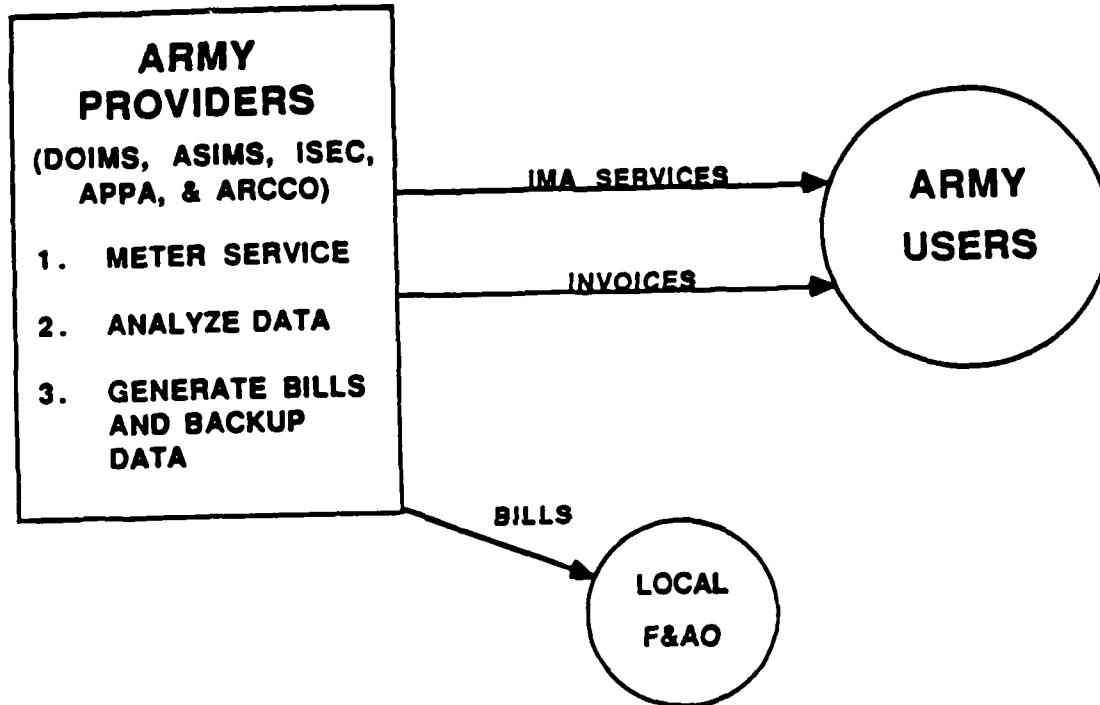 ARMY
PROVIDERS
(DOIMS, ASIMS, ISEC,
APPA, & ARCCO)
1. METER SERVICE
2. ANALYZE DATA
3. GENERATE BILLS
AND BACKUP
DATA
IMA SERVICES
INVOICES
ARMY
USERS
BILLS
LOCAL
F&AO